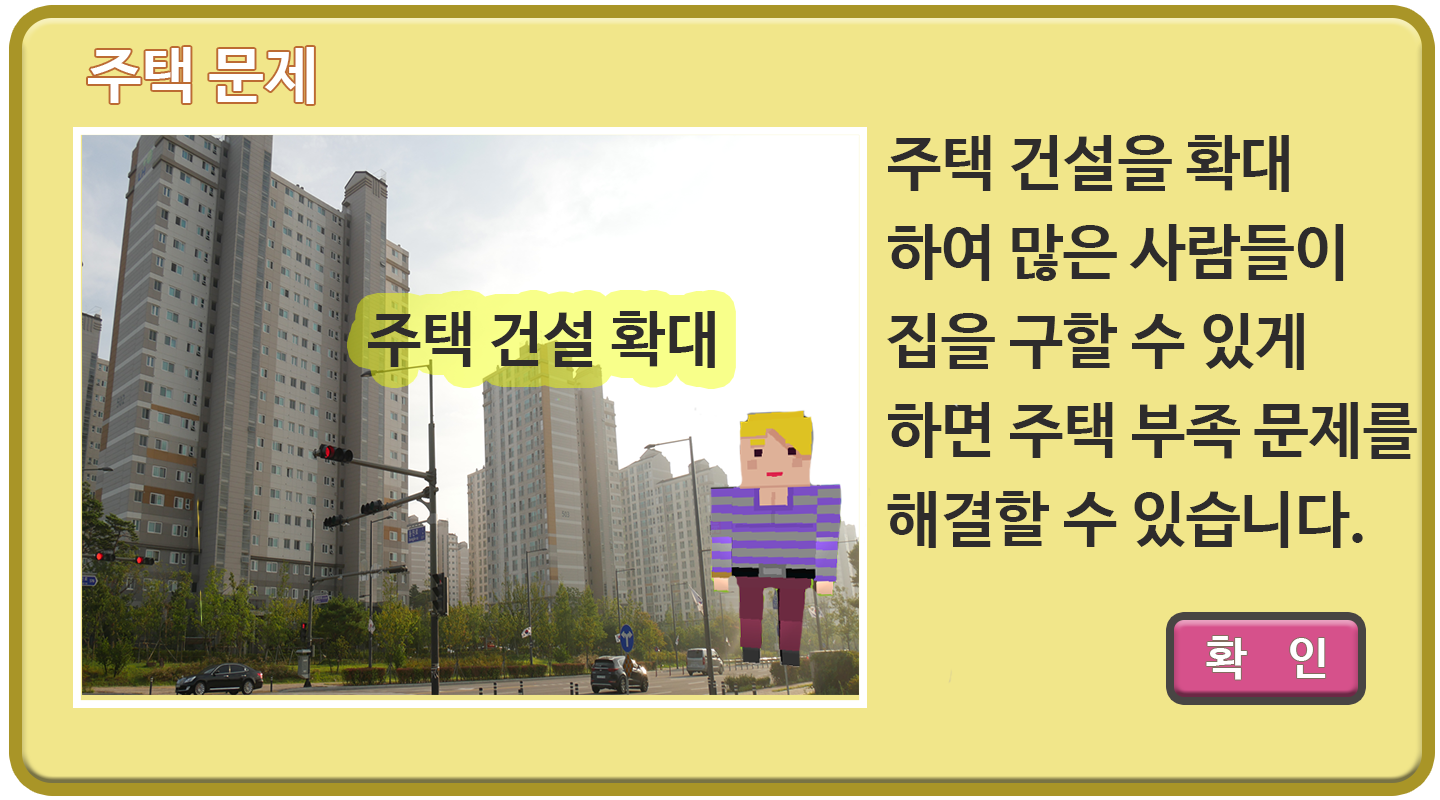 주택 문제
주택 건설 확대
주택 건설을 확대
하여 많은 사람들이
집을 구할 수 있게
하면 주택 부족 문제를
해결할 수 있습니다.
확 인